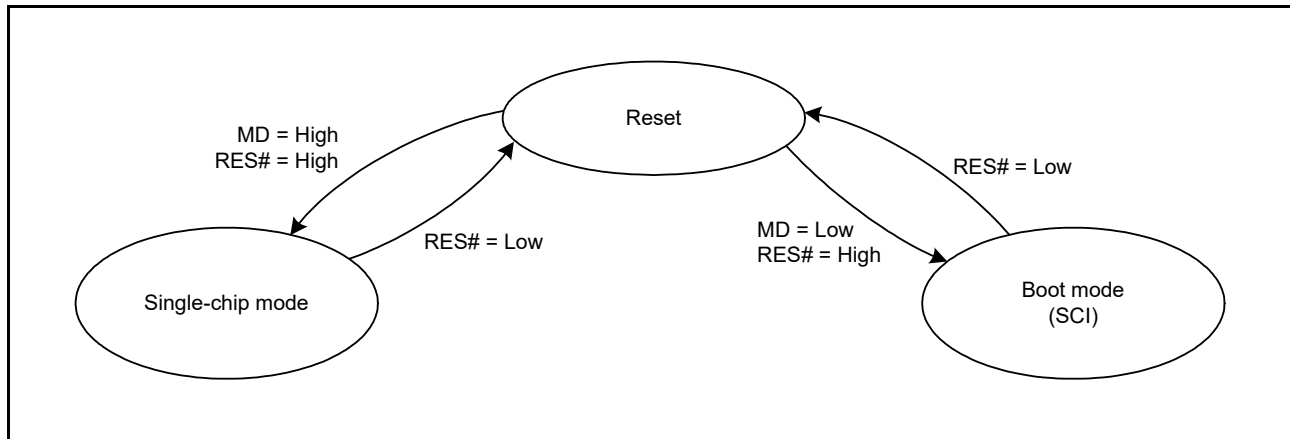 Reset
MD = High
RES# = High
RES# = Low
RES# = Low
MD = Low
RES# = High
Single-chip mode
Boot mode
(SCI)